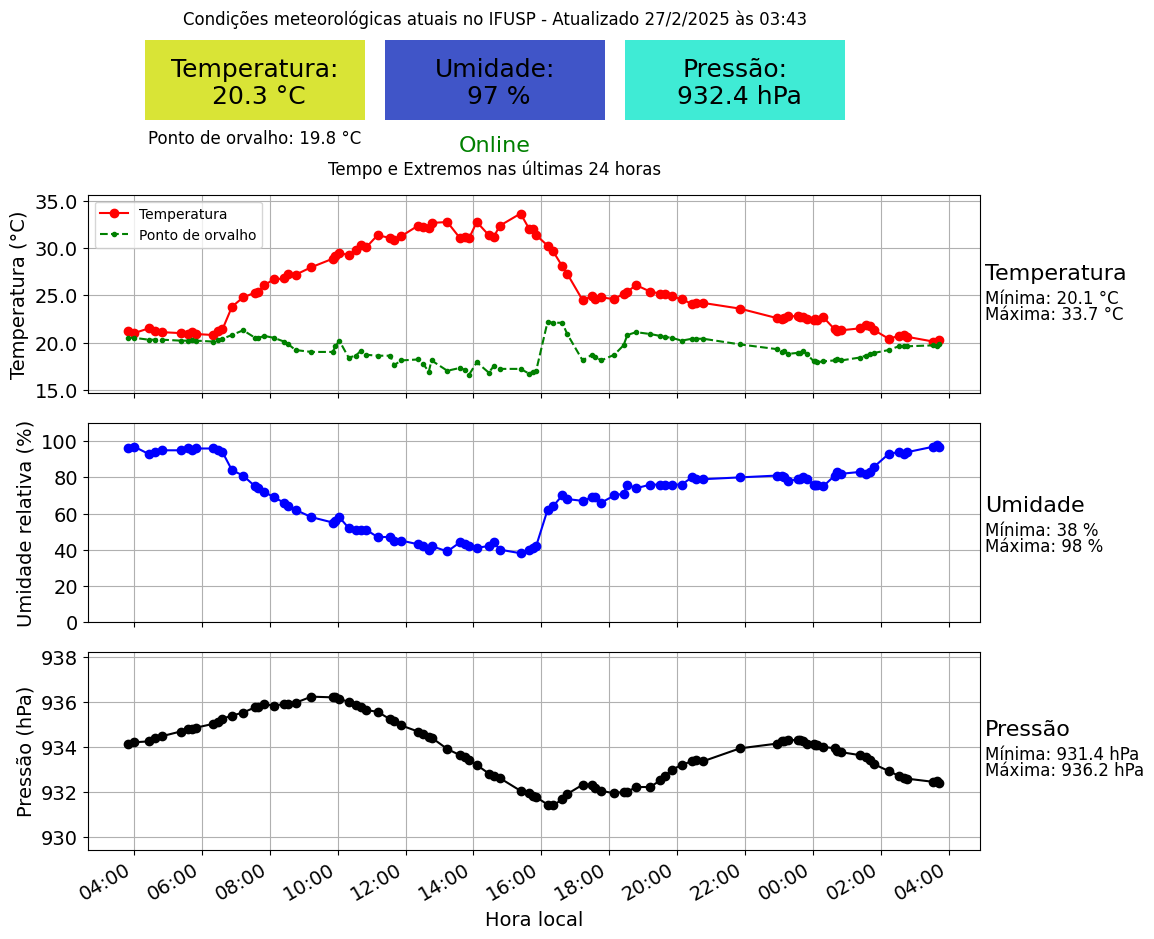 Condições meteorológicas atuais no IFUSP - Atualizado 27/2/2025 às 03:43
Temperatura:
20.3 °C
Umidade:
97 %
Pressão:
932.4 hPa
Ponto de orvalho: 19.8 °C
Online
Tempo e Extremos nas últimas 24 horas
Temperatura (°C)
35.0
30.0
25.0
20.0
15.0
Temperatura
Ponto de orvalho
Temperatura
Mínima: 20.1 °C
Máxima: 33.7 °C
Umidade relativa (%)
100
80
60
40
20
0
Umidade
Mínima: 38 %
Máxima: 98 %
Pressão (hPa)
938
936
934
932
930
Pressão
Mínima: 931.4 hPa
Máxima: 936.2 hPa
04:00 06:00 08:00 10:00 12:00 14:00 16:00 18:00 20:00 22:00 00:00 02:00 04:00
Hora local